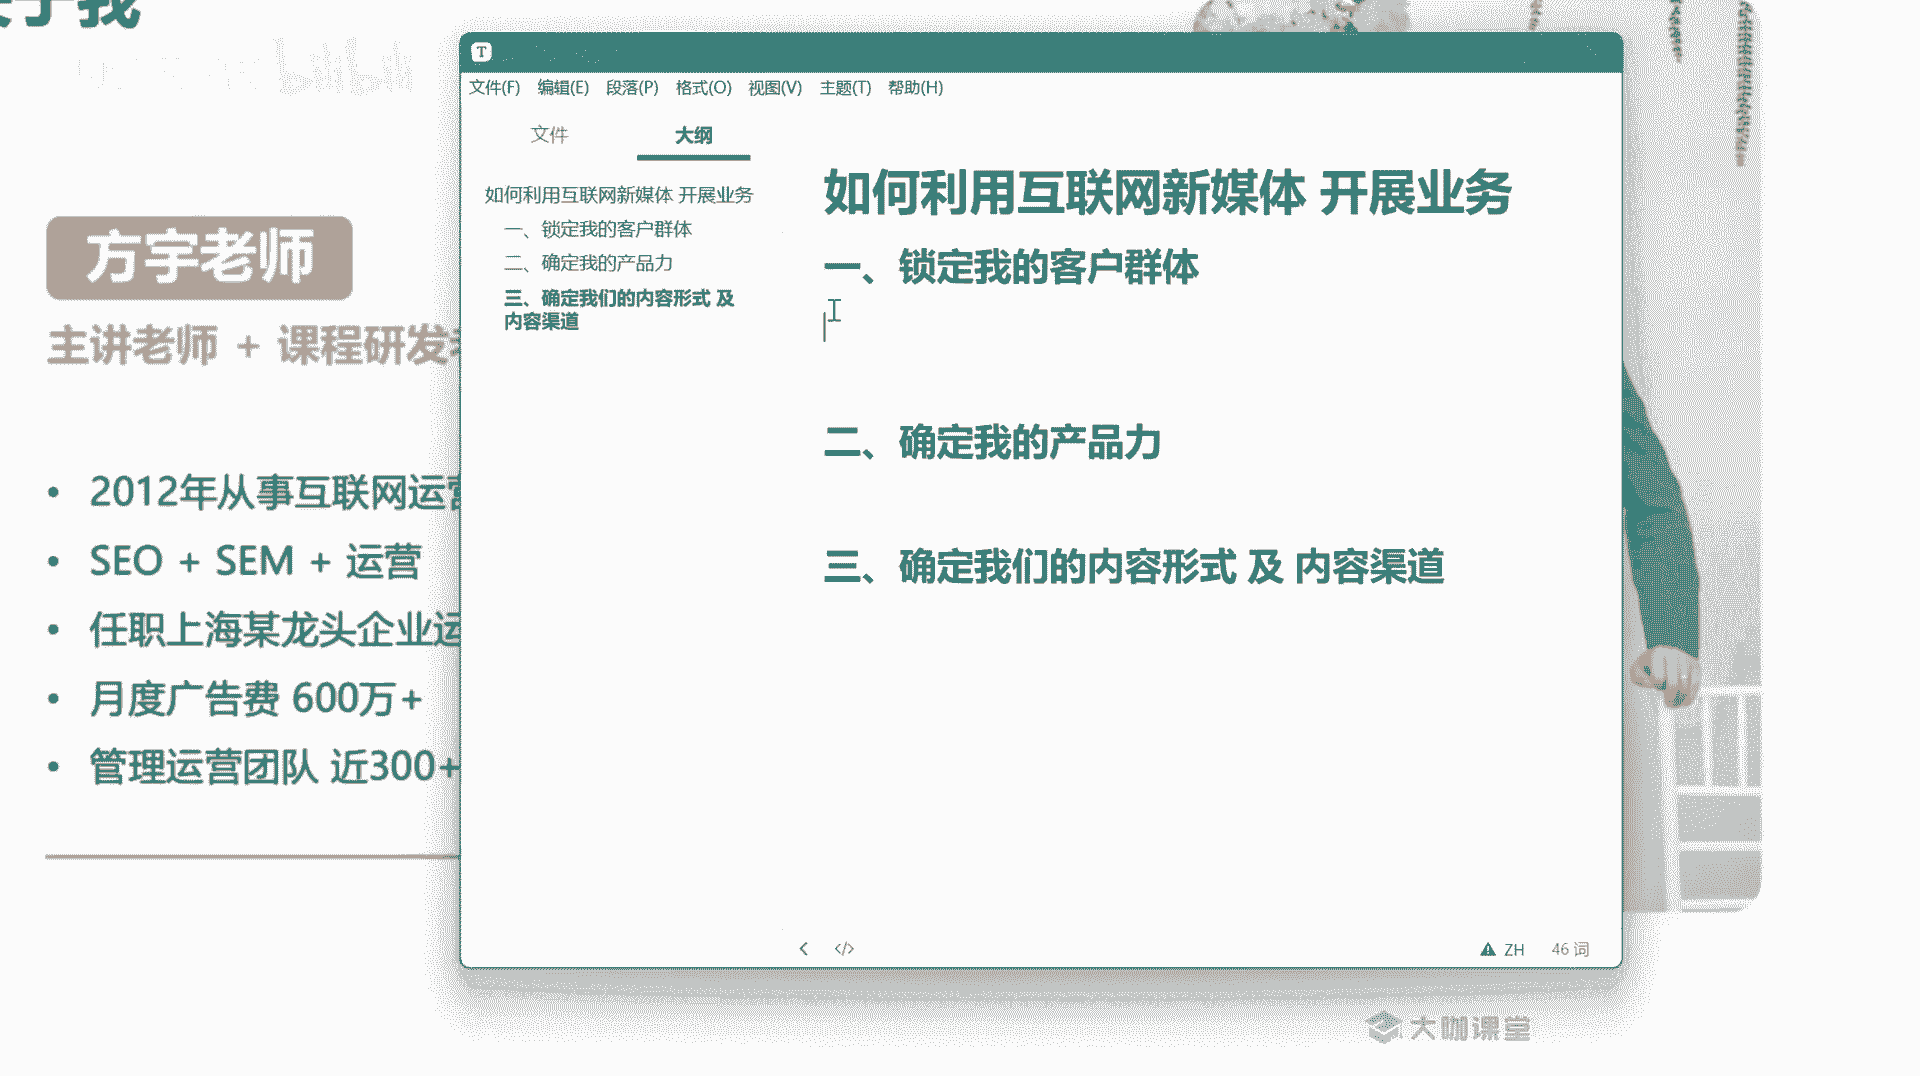 bilibili
方宇老师
主讲老师 + 课程研发
• 2012年从事互联网运营
• SEO + SEM + 运营
• 任职上海某龙头企业运
• 月度广告费 600万+
• 管理运营团队 近300+
T
文件(F) 编辑(E) 段落(P) 格式(O) 视图(V) 主题(T) 帮助(H)
文件 大纲
如何利用互联网新媒体 开展业务
一、锁定我的客户群体
二、确定我的产品力
三、确定我们的内容形式 及
内容渠道
如何利用互联网新媒体 开展业务
一、锁定我的客户群体
二、确定我的产品力
三、确定我们的内容形式 及 内容渠道
</> ZH 46 词
大咖课堂